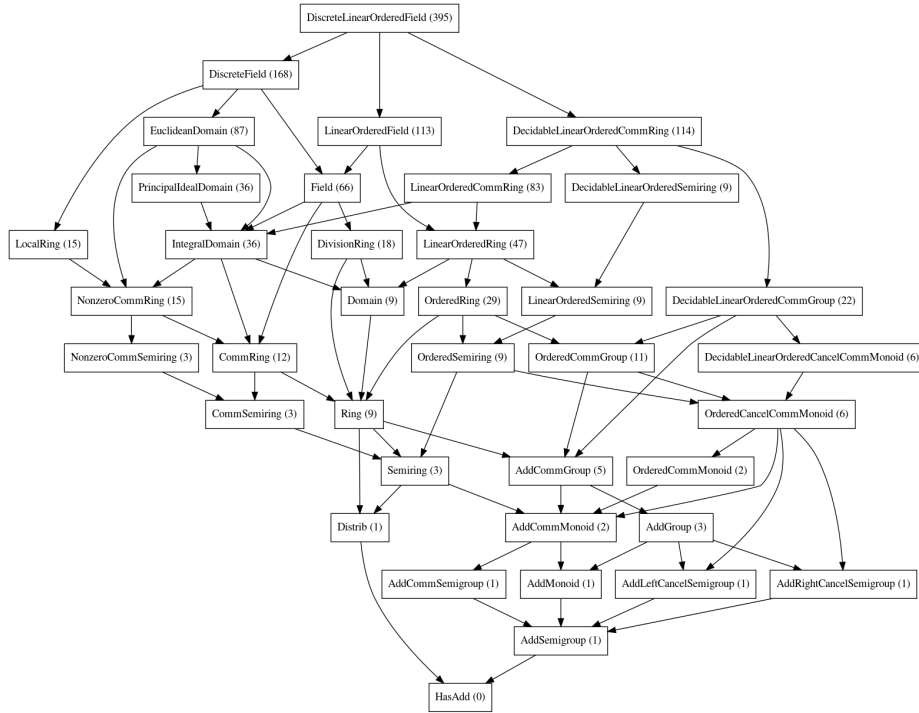 DiscreteLinearOrderedField (395)
DiscreteField (168)
EuclideanDomain (87)
LinearOrderedField (113)
DecidableLinearOrderedCommRing (114)
PrincipalIdealDomain (36)
Field (66)
LinearOrderedCommRing (83)
DecidableLinearOrderedSemiring (9)
LocalRing (15)
IntegralDomain (36)
DivisionRing (18)
LinearOrderedRing (47)
NonzeroCommRing (15)
Domain (9)
OrderedRing (29)
LinearOrderedSemiring (9)
DecidableLinearOrderedCommGroup (22)
NonzeroCommSemiring (3)
CommRing (12)
OrderedSemiring (9)
OrderedCommGroup (11)
DecidableLinearOrderedCancelCommMonoid (6)
CommSemiring (3)
Ring (9)
OrderedCancelCommMonoid (6)
Semiring (3)
AddCommGroup (5)
OrderedCommMonoid (2)
Distrib (1)
AddCommMonoid (2)
AddGroup (3)
AddCommSemigroup (1)
AddMonoid (1)
AddLeftCancelSemigroup (1)
AddRightCancelSemigroup (1)
AddSemigroup (1)
HasAdd (0)